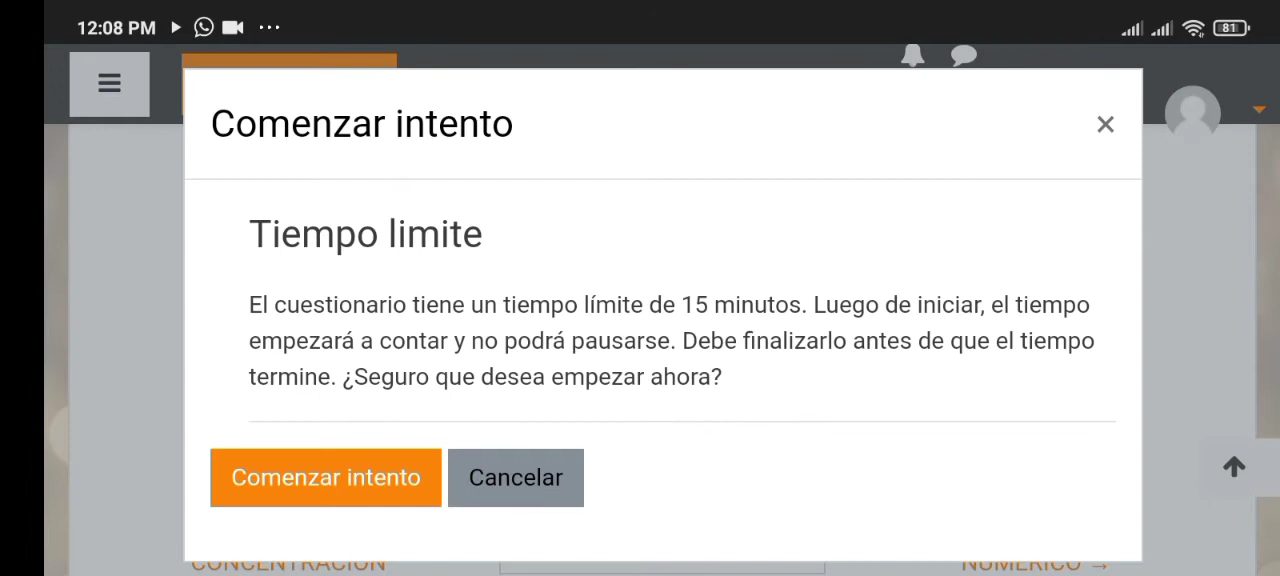 12:08 PM
81
Comenzar intento
×
Tiempo limite
El cuestionario tiene un tiempo límite de 15 minutos. Luego de iniciar, el tiempo
empezará a contar y no podrá pausarse. Debe finalizarlo antes de que el tiempo
termine. ¿Seguro que desea empezar ahora?
Comenzar intento Cancelar
CONCENTRACIÓN NUMÉRICO →